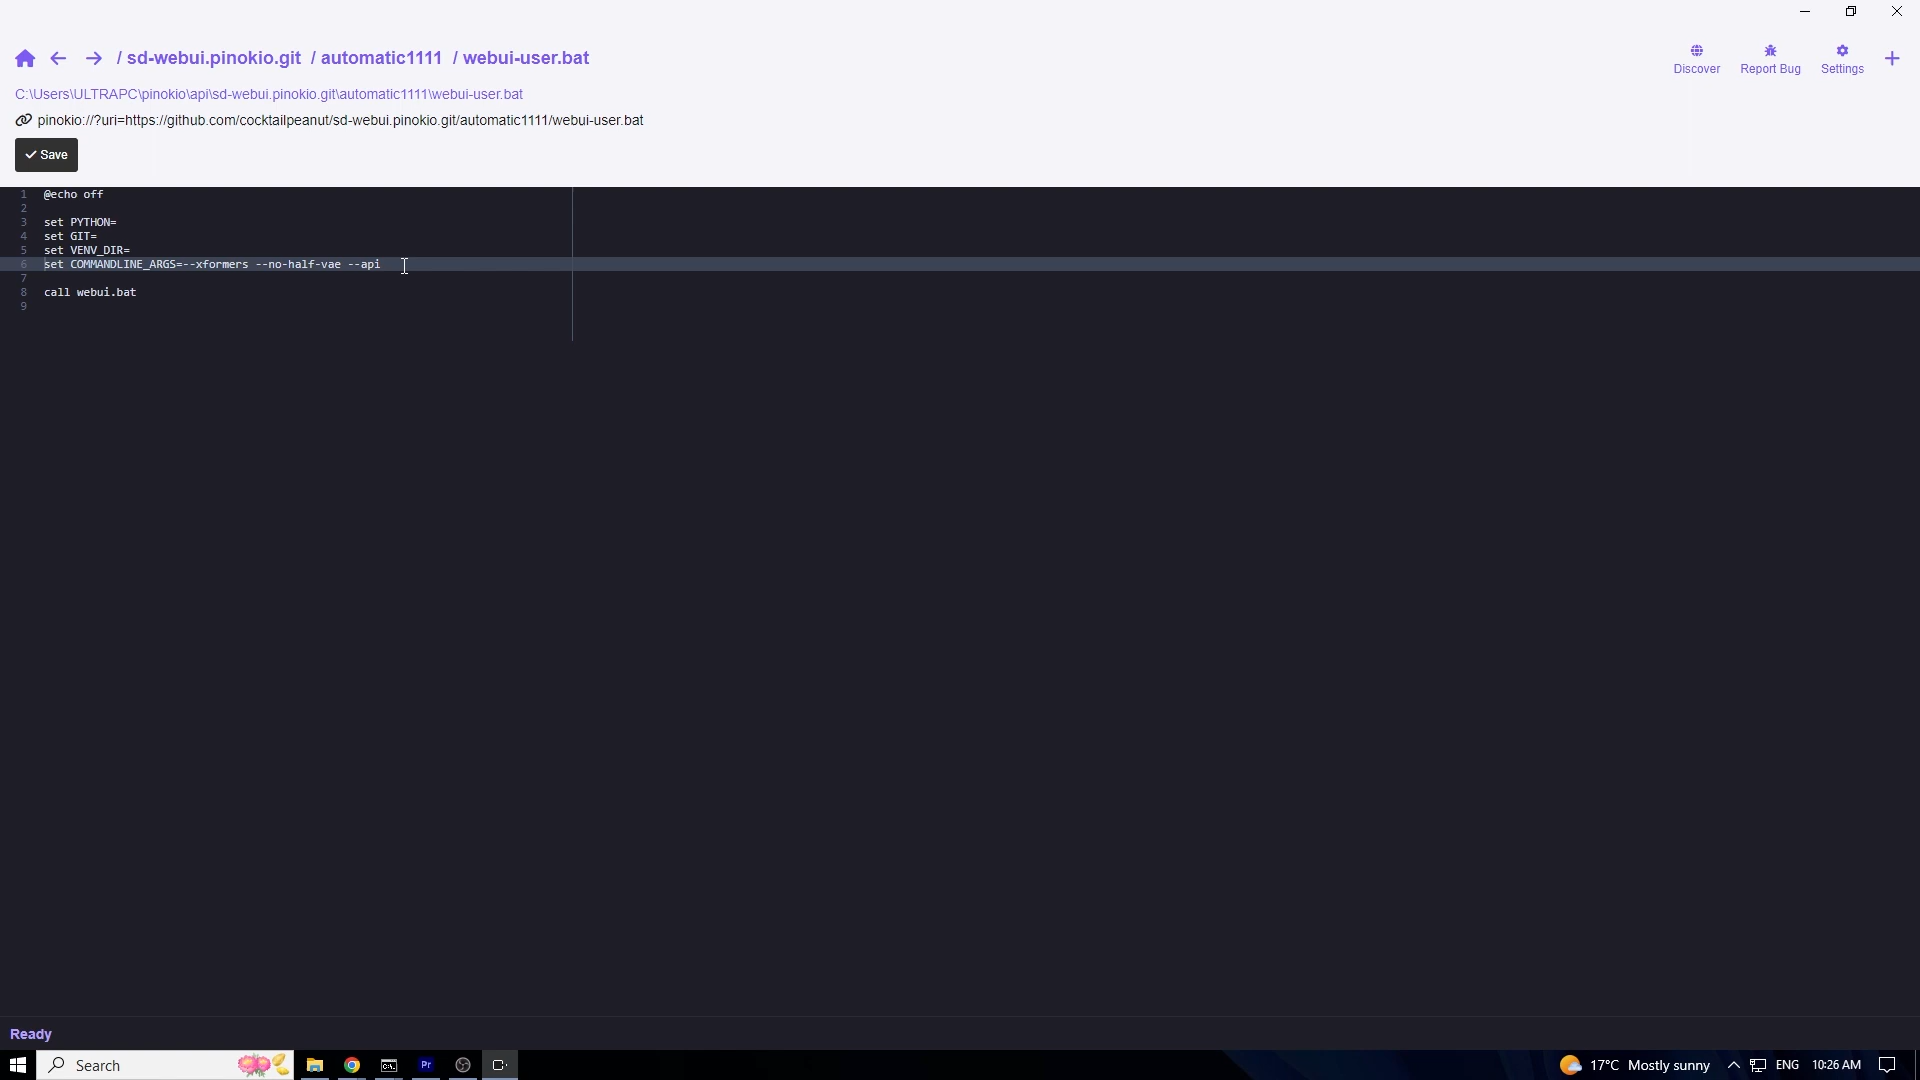 / sd-webui.pinokio.git / automatic1111 / webui-user.bat
Discover
Report Bug
Settings
C:\Users\ULTRAPC\pinokio\api\sd-webui.pinokio.git\automatic1111\webui-user.bat
pinokio://?uri=https://github.com/cocktailpeanut/sd-webui.pinokio.git/automatic1111/webui-user.bat
Save
1 @echo off
2
3 set PYTHON=
4 set GIT=
5 set VENV_DIR=
6 set COMMANDLINE_ARGS=--xformers --no-half-vae --api
7
8 call webui.bat
9
Ready
Search
C:\
Pr
17°C Mostly sunny
ENG
10:26 AM